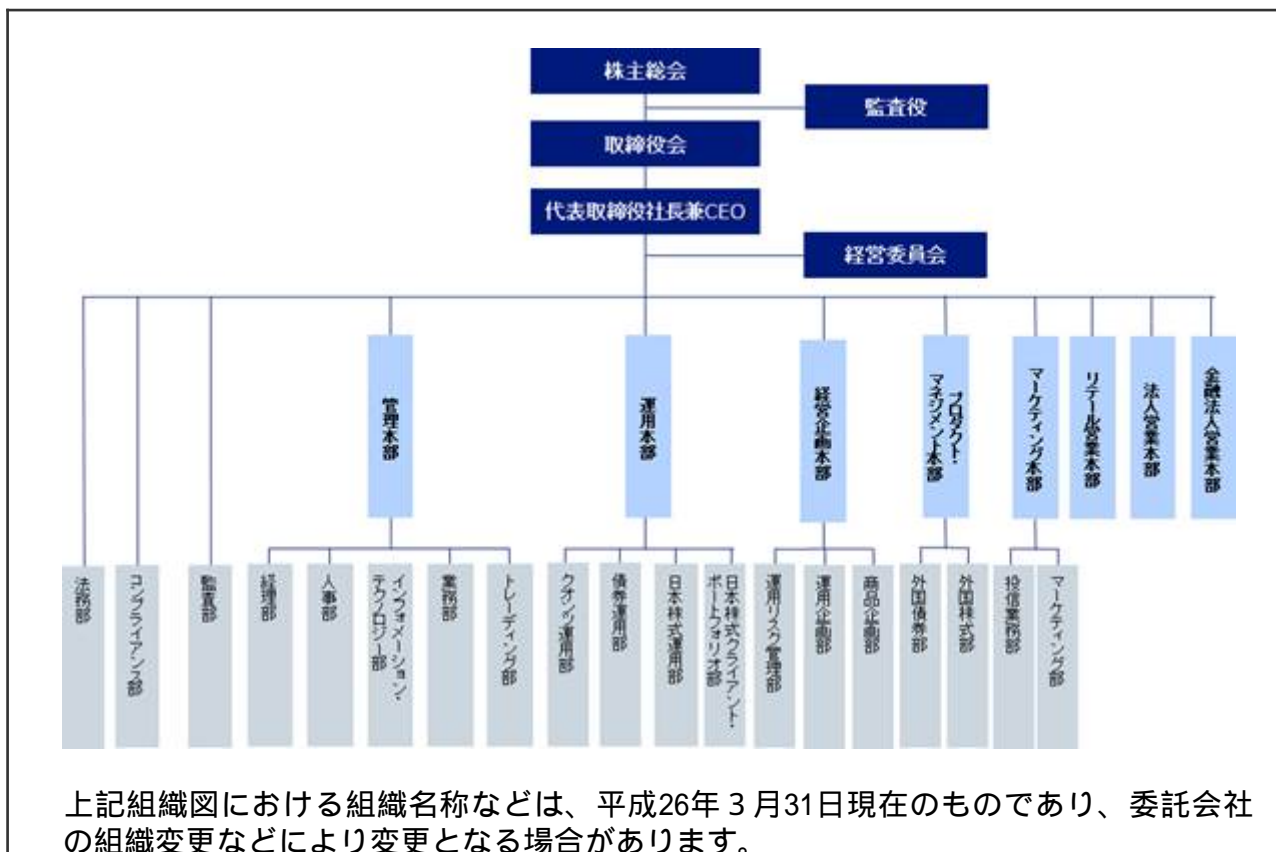 株主総会
監査役
取締役会
代表取締役社長兼CEO
経営委員会
管理本部
運用本部
経営企画本部
プロダクト・
マネジメント本部
マーケティング本部
リテール営業本部
法人営業本部
金融法人営業本部
法務部
コンプライアンス部
監査部
経理部
人事部
インフォメーション・
テクノロジー部
業務部
トレーディング部
クオンツ運用部
債券運用部
日本株式運用部
日本株式クライアント・
ポートフォリオ部
運用リスク管理部
運用企画部
商品企画部
外国債券部
外国株式部
投信業務部
マーケティング部
上記組織図における組織名称などは、平成26年3月31日現在のものであり、委託会社
の組織変更などにより変更となる場合があります。